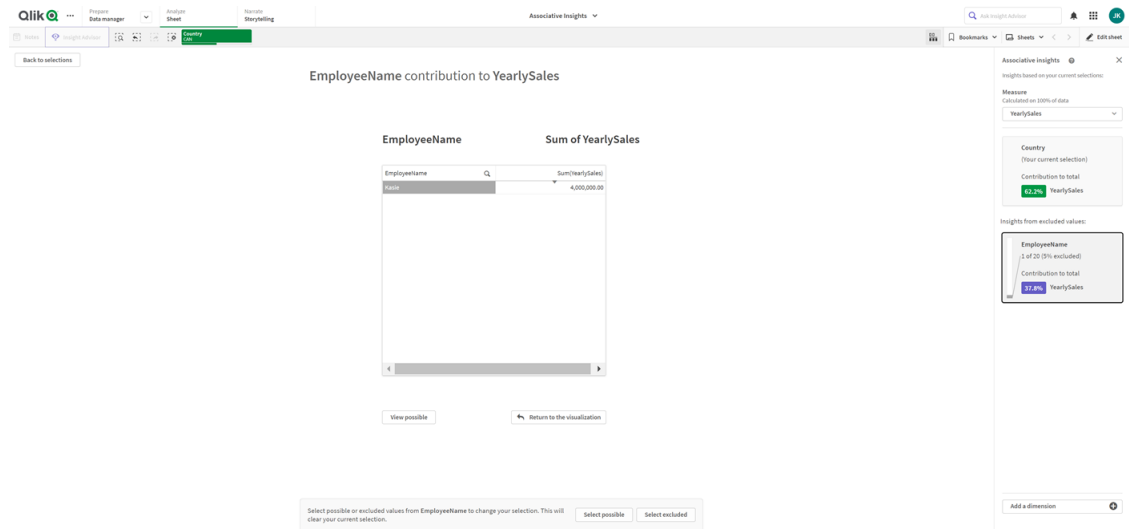 Qlik
Prepare
Data manager
Analyze
Sheet
Narrate
Storytelling
Associative Insights
Ask Insight Advisor
JK
Notes
Insight Advisor
Country
CAN
Bookmarks
Sheets
Edit sheet
Back to selections
EmployeeName contribution to YearlySales
EmployeeName
Sum of YearlySales
EmployeeName
Sum(YearlySales)
Kasie
4,000,000.00
View possible
Return to the visualization
Select possible or excluded values from EmployeeName to change your selection. This will
clear your current selection.
Select possible
Select excluded
Associative insights
Insights based on your current selections:
Measure
Calculated on 100% of data
YearlySales
Country
(Your current selection)
Contribution to total
62.2% YearlySales
Insights from excluded values:
EmployeeName
1 of 20 (5% excluded)
Contribution to total
37.8% YearlySales
Add a dimension